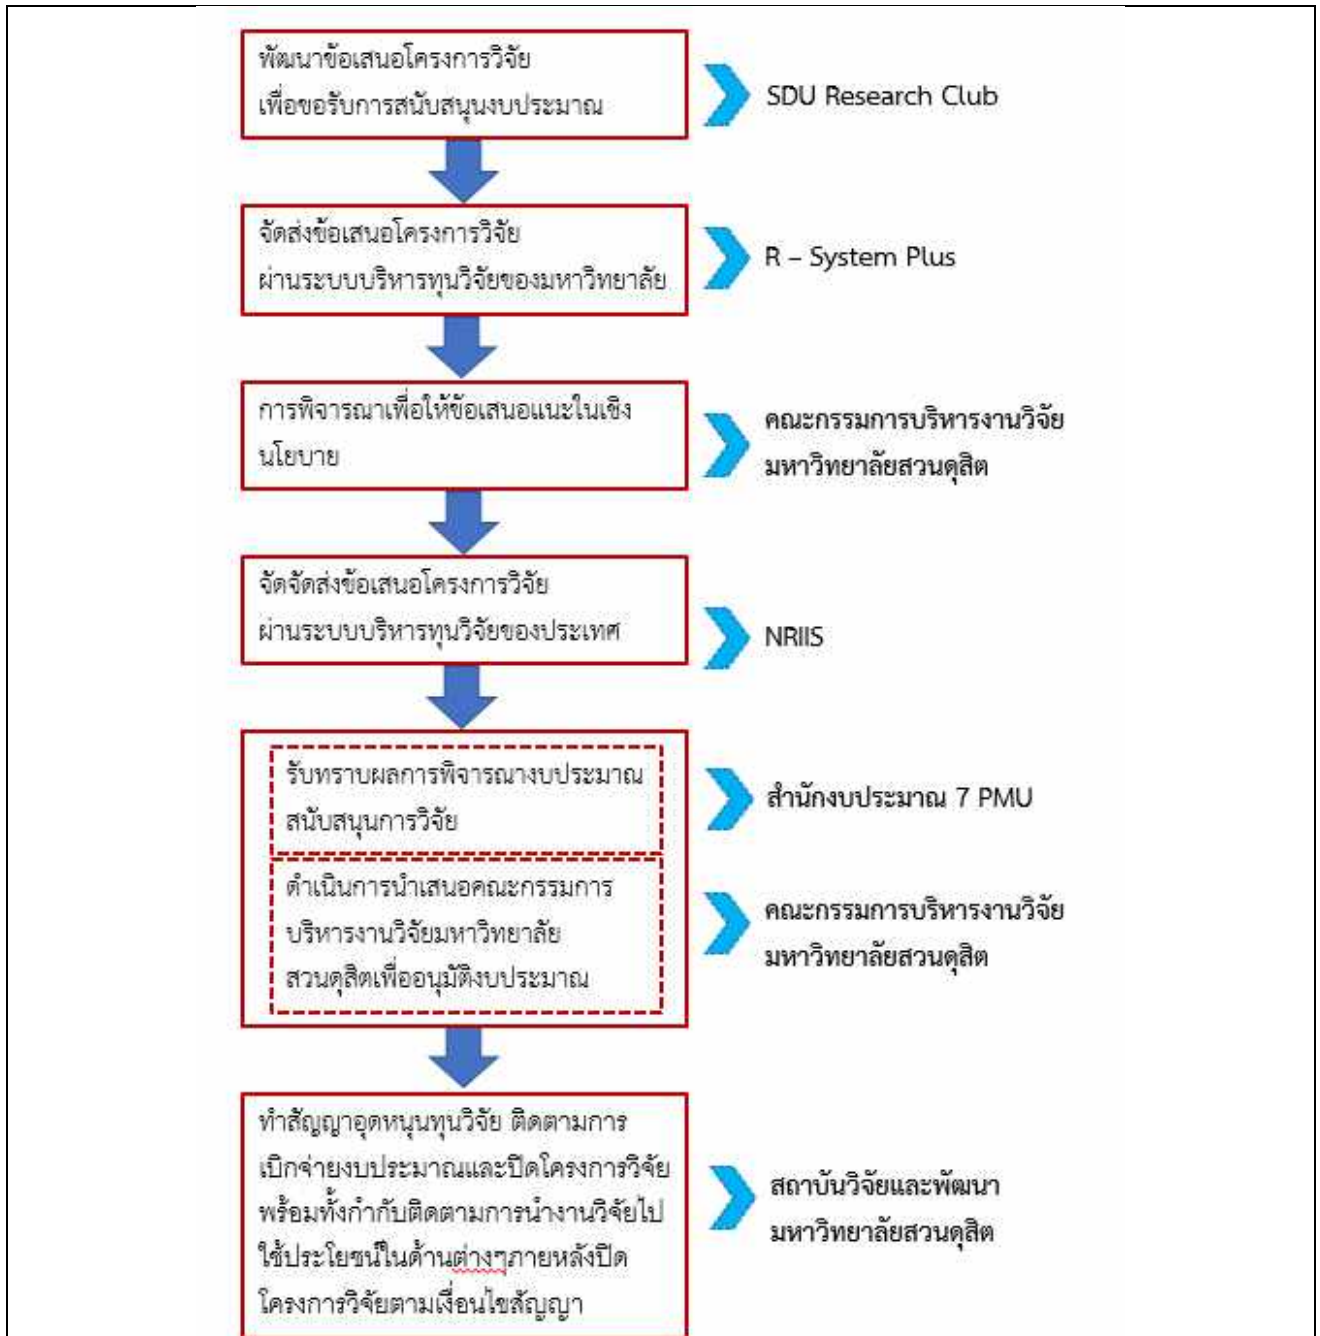 พัฒนาข้อเสนอโครงการวิจัย
เพื่อขอรับการสนับสนุนงบประมาณ
SDU Research Club
จัดส่งข้อเสนอโครงการวิจัย
ผ่านระบบบริหารทุนวิจัยของมหาวิทยาลัย
R – System Plus
การพิจารณาเพื่อให้ข้อเสนอแนะในเชิง
นโยบาย
คณะกรรมการบริหารงานวิจัย
มหาวิทยาลัยสวนดุสิต
จัดจัดส่งข้อเสนอโครงการวิจัย
ผ่านระบบบริหารทุนวิจัยของประเทศ
NRIIS
รับทราบผลการพิจารณางบประมาณ
สนับสนุนการวิจัย
สำนักงบประมาณ 7 PMU
ดำเนินการนำเสนอคณะกรรมการ
บริหารงานวิจัยมหาวิทยาลัย
สวนดุสิตเพื่ออนุมัติงบประมาณ
คณะกรรมการบริหารงานวิจัย
มหาวิทยาลัยสวนดุสิต
ทำสัญญาอุดหนุนทุนวิจัย ติดตามการ
เบิกจ่ายงบประมาณและปิดโครงการวิจัย
พร้อมทั้งกำกับติดตามการนำงานวิจัยไป
ใช้ประโยชน์ในด้านต่างๆภายหลังปิด
โครงการวิจัยตามเงื่อนไขสัญญา
สถาบันวิจัยและพัฒนา
มหาวิทยาลัยสวนดุสิต